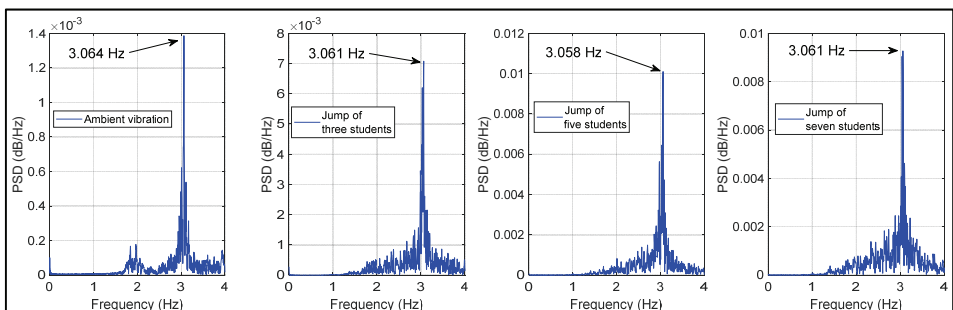 ×10⁻³
1.4
1.2
1
0.8
0.6
0.4
0.2
0
PSD (dB/Hz)
3.064 Hz
Ambient vibration
0 1 2 3 4
Frequency (Hz)
×10⁻³
8
7
6
5
4
3
2
1
0
PSD (dB/Hz)
3.061 Hz
Jump of
three students
0 1 2 3 4
Frequency (Hz)
0.012
0.01
0.008
0.006
0.004
0.002
0
PSD (dB/Hz)
3.058 Hz
Jump of
five students
0 1 2 3 4
Frequency (Hz)
0.01
0.008
0.006
0.004
0.002
0
PSD (dB/Hz)
3.061 Hz
Jump of
seven students
0 1 2 3 4
Frequency (Hz)